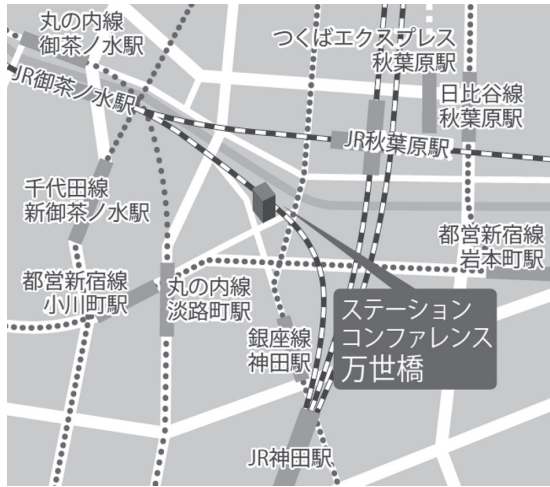 丸の内線
御茶ノ水駅
つくばエクスプレス
秋葉原駅
JR御茶ノ水駅
日比谷線
秋葉原駅
JR秋葉原駅
千代田線
新御茶ノ水駅
都営新宿線
岩本町駅
都営新宿線
小川町駅
丸の内線
淡路町駅
ステーション
コンファレンス
万世橋
銀座線
神田駅
JR神田駅